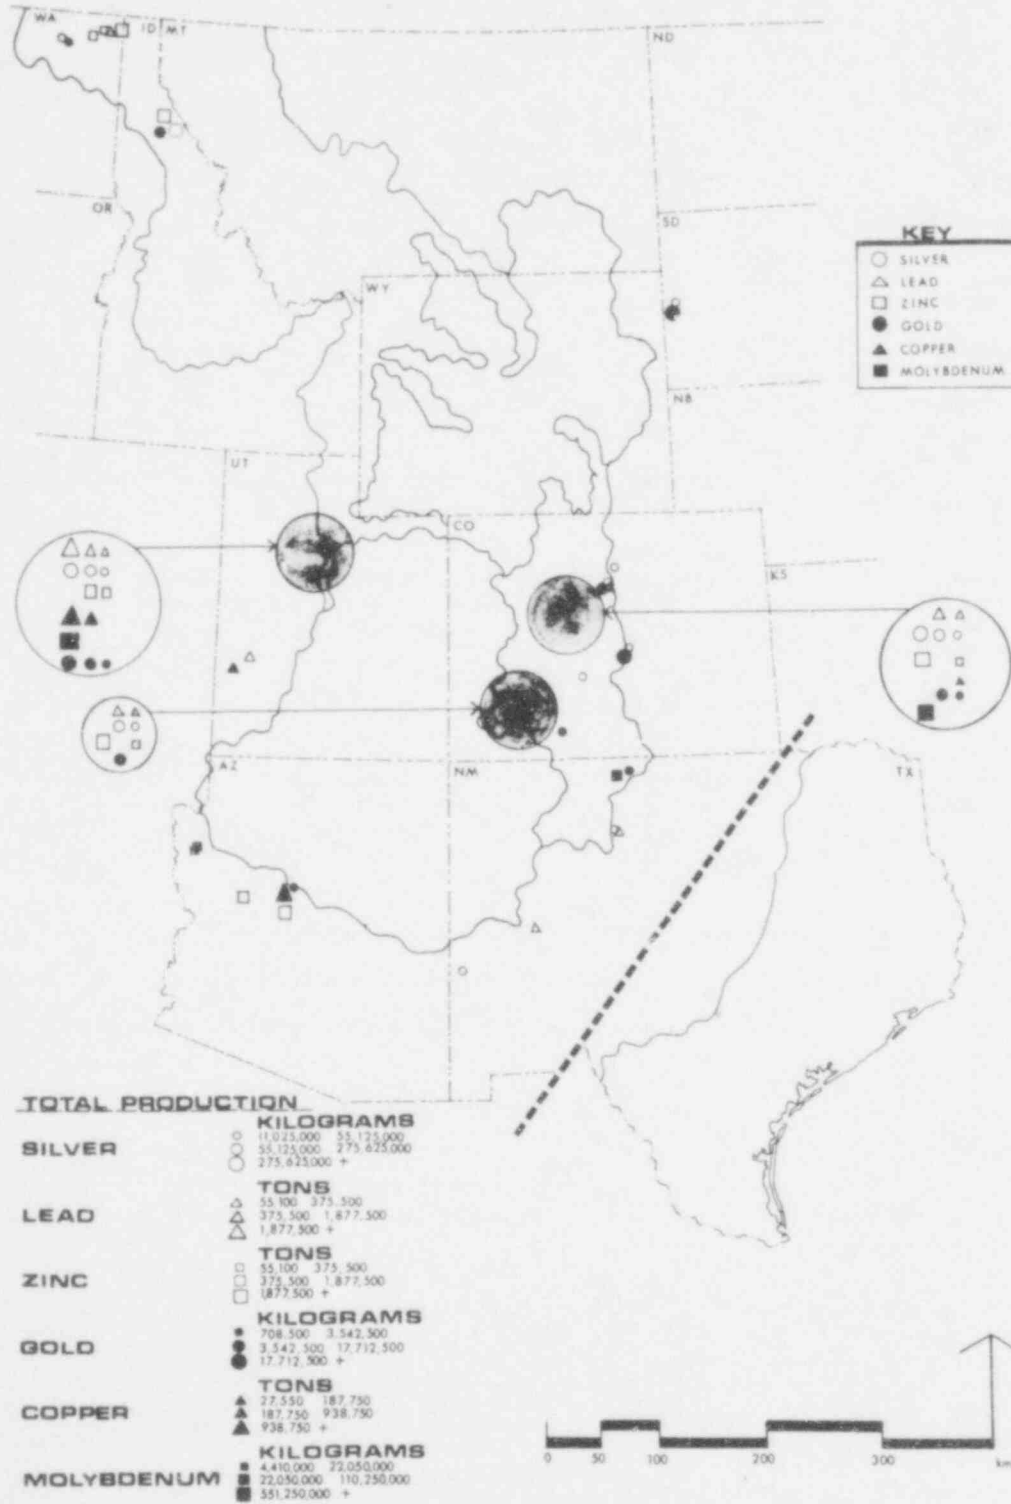 WA
ID
MT
ND
OR
SD
WY
NB
UT
CO
KS
AZ
NM
TX
KEY
SILVER
LEAD
ZINC
GOLD
COPPER
MOLYBDENUM
TOTAL PRODUCTION
SILVER
KILOGRAMS
11,025,000 55,125,000
55,125,000 275,625,000
275,625,000 +
LEAD
TONS
55,100 375,500
375,500 1,877,500
1,877,500 +
ZINC
TONS
55,100 375,500
375,500 1,877,500
1,877,500 +
GOLD
KILOGRAMS
708,500 3,542,500
3,542,500 17,712,500
17,712,500 +
COPPER
TONS
27,550 187,750
187,750 938,750
938,750 +
MOLYBDENUM
KILOGRAMS
4,410,000 22,050,000
22,050,000 110,250,000
551,250,000 +
0 50 100 200 300 km